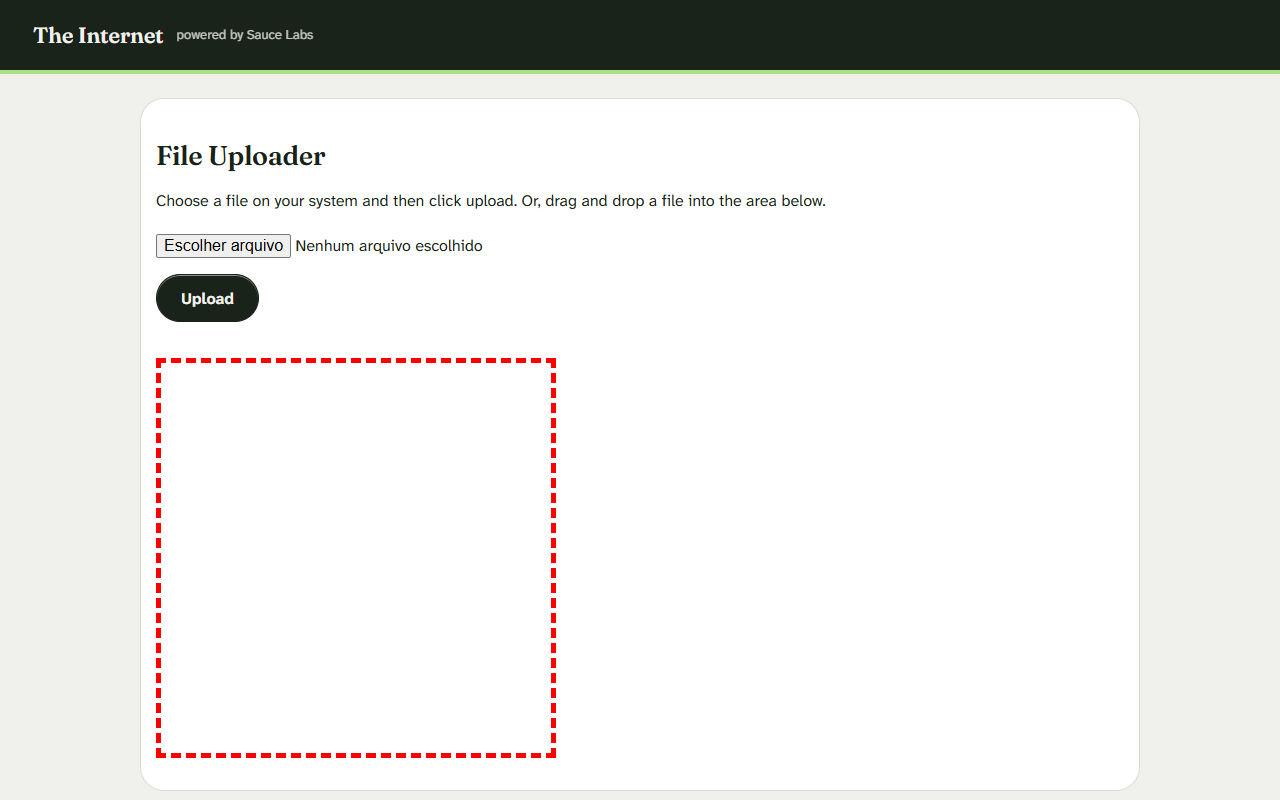 The Internet powered by Sauce Labs
File Uploader
Choose a file on your system and then click upload. Or, drag and drop a file into the area below.
Escolher arquivo Nenhum arquivo escolhido
Upload